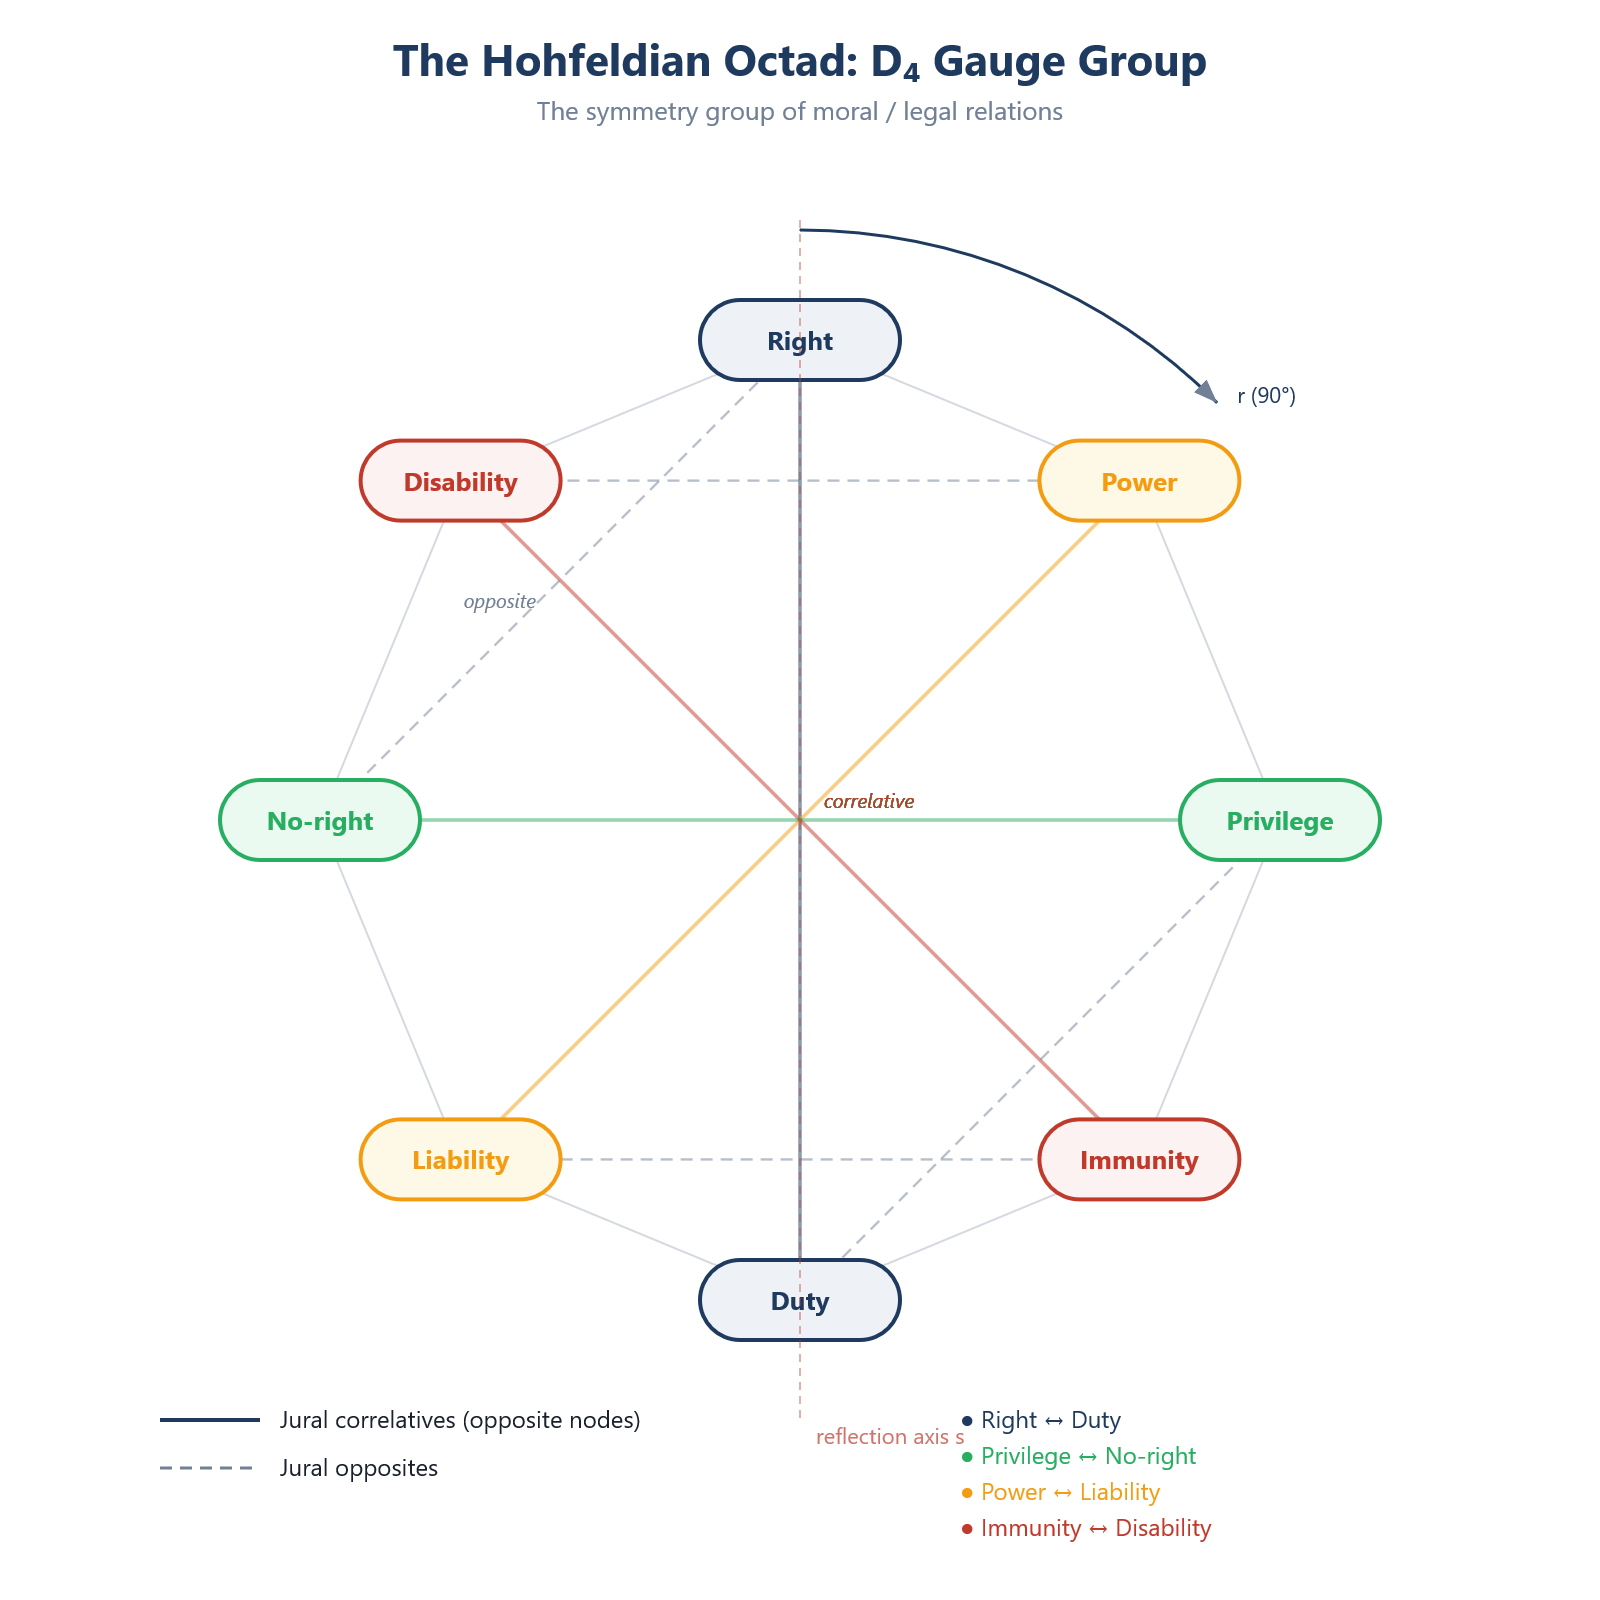 The Hohfeldian Octad: D₄ Gauge Group
The symmetry group of moral / legal relations
r (90°)
Right
Disability
Power
opposite
correlative
No-right
Privilege
Liability
Immunity
Duty
Jural correlatives (opposite nodes)
Jural opposites
reflection axis s
• Right ↔ Duty
• Privilege ↔ No-right
• Power ↔ Liability
• Immunity ↔ Disability